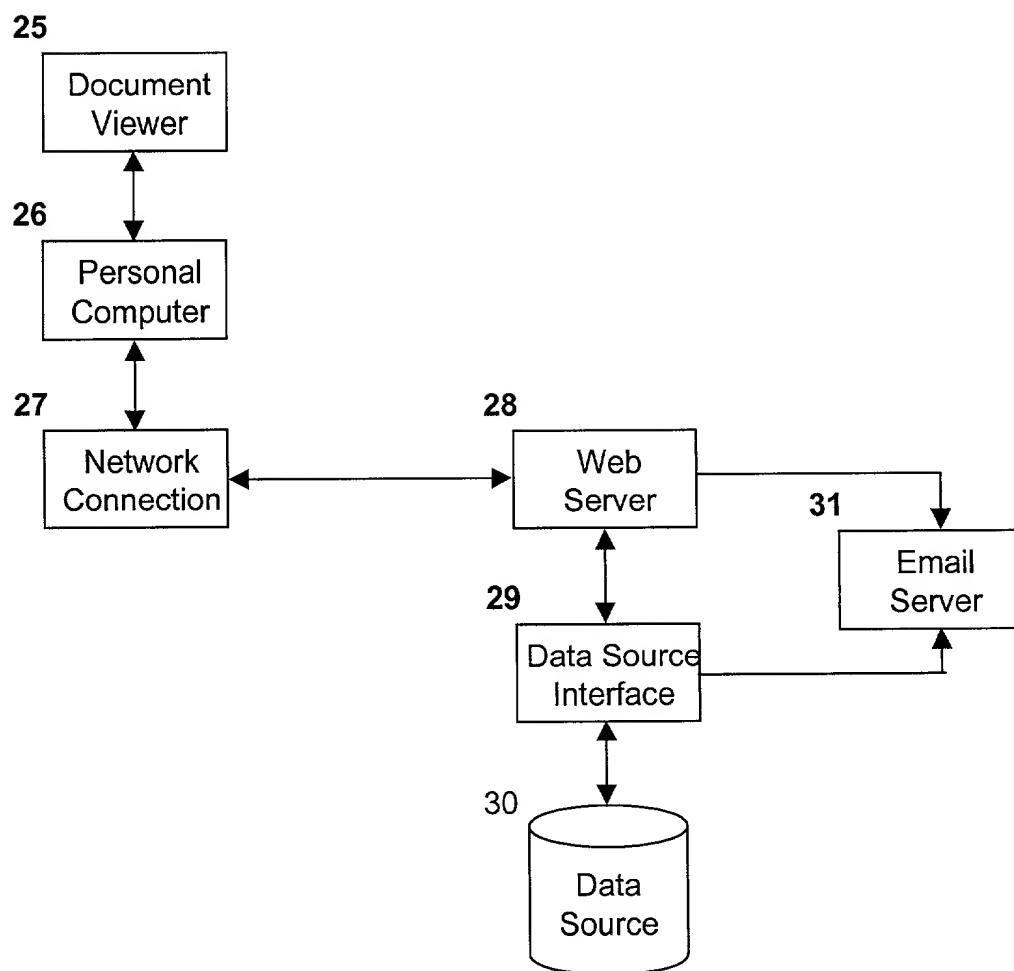 25
Document
Viewer
26
Personal
Computer
27
Network
Connection
28
Web
Server
31
Email
Server
29
Data Source
Interface
30
Data
Source